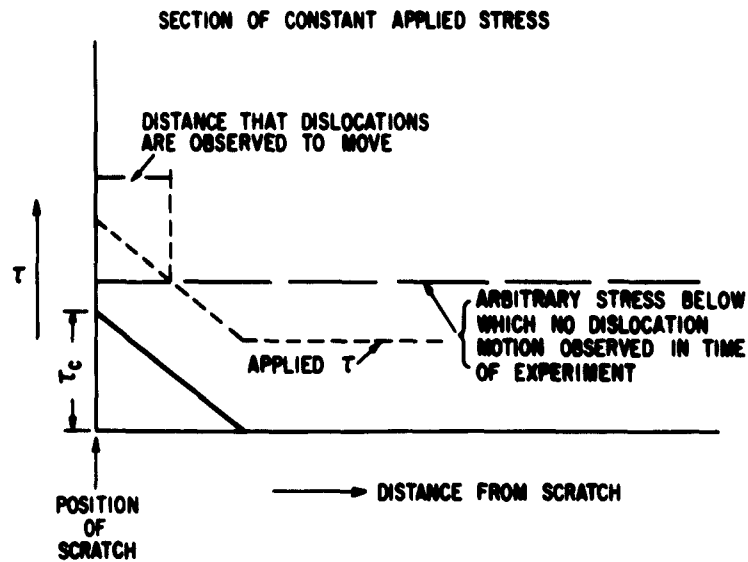 SECTION OF CONSTANT APPLIED STRESS
DISTANCE THAT DISLOCATIONS
ARE OBSERVED TO MOVE
τ
τc
APPLIED τ
ARBITRARY STRESS BELOW
WHICH NO DISLOCATION
MOTION OBSERVED IN TIME
OF EXPERIMENT
DISTANCE FROM SCRATCH
POSITION
OF
SCRATCH